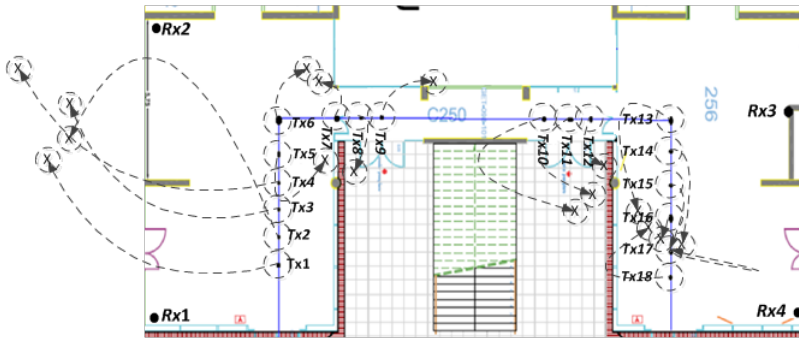 Rx2
X
X
X
X
X
C250
256
Rx3
Tx6
Tx7
Tx8
Tx9
Tx10
Tx11
Tx12
Tx13
Tx5
Tx14
X
X
X
X
Tx4
Tx15
X
Tx3
X
Tx16
Tx2
Tx17
Tx1
Tx18
Rx1
Rx4